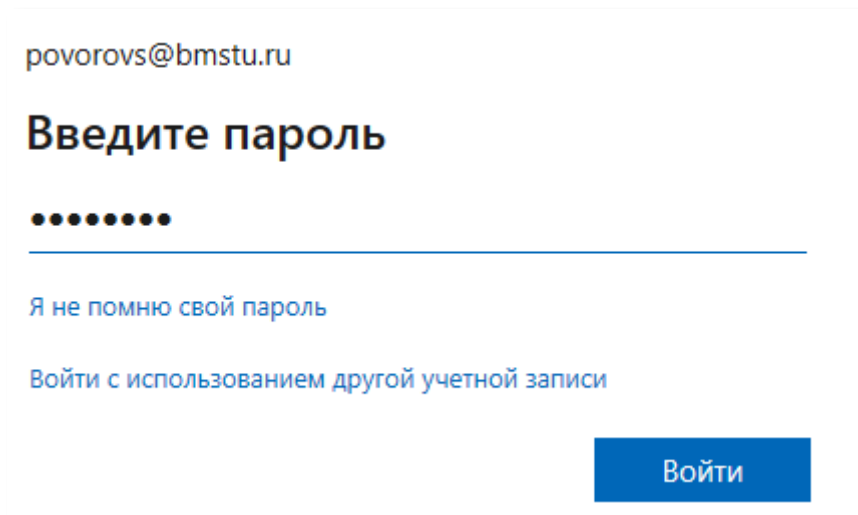 povorovs@bmstu.ru
Введите пароль
••••••••
Я не помню свой пароль
Войти с использованием другой учетной записи
Войти